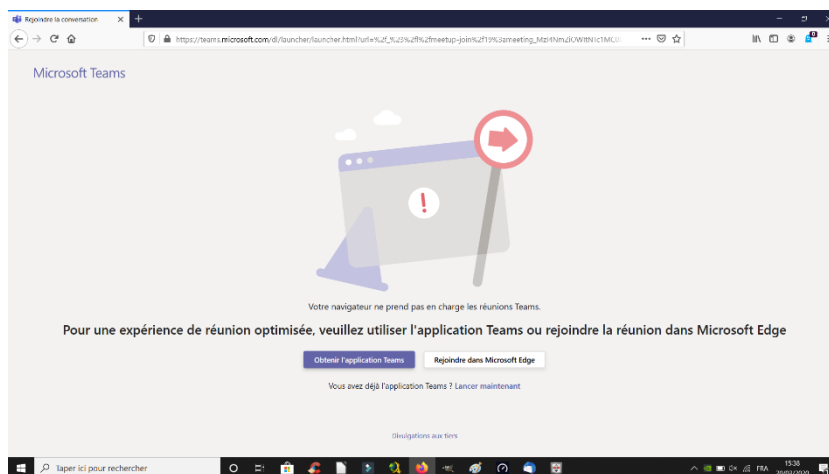 Rejoindre la conversation
https://teams.microsoft.com/dl/launcher/launcher.html?url=%2f_%23%2fl%2fmeetup-join%2f19%3ameeting_
Microsoft Teams
Votre navigateur ne prend pas en charge les réunions Teams.
Pour une expérience de réunion optimisée, veuillez utiliser l'application Teams ou rejoindre la réunion dans Microsoft Edge
Obtenir l'application Teams
Rejoindre dans Microsoft Edge
Vous avez déjà l'application Teams ? Lancer maintenant
Divulgations aux tiers
Taper ici pour rechercher
FRA
15:38